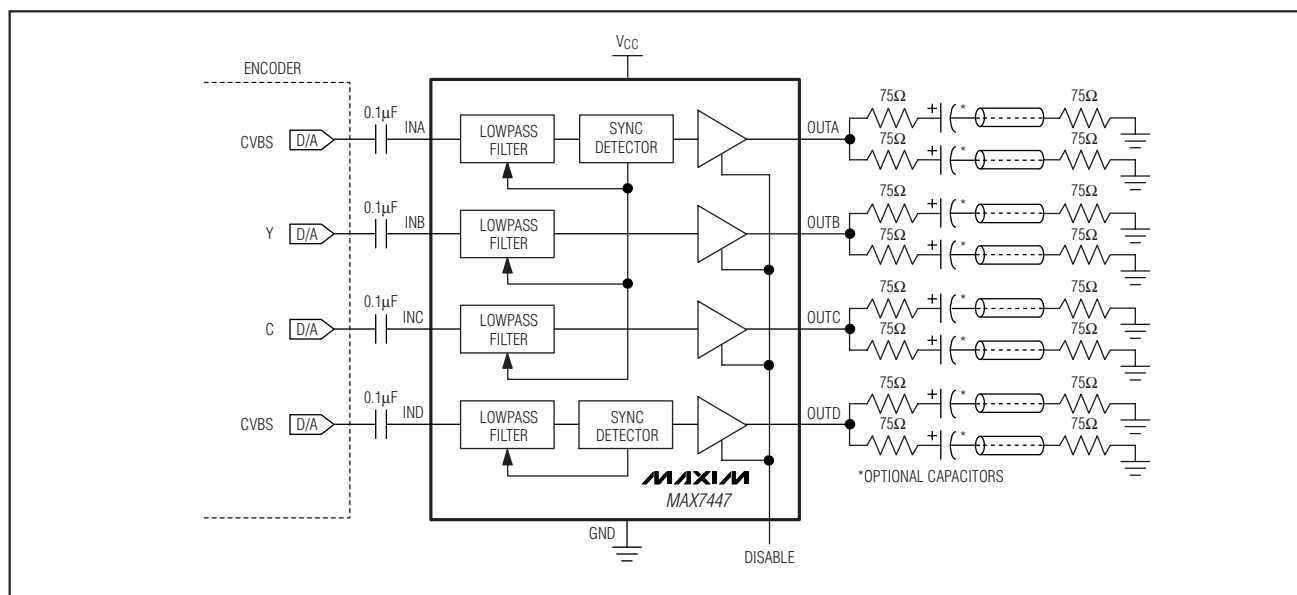 VCC
ENCODER
CVBS D/A 0.1µF INA LOWPASS FILTER SYNC DETECTOR OUTA 75Ω + * 75Ω
75Ω + * 75Ω
Y D/A 0.1µF INB LOWPASS FILTER OUTB 75Ω + * 75Ω
75Ω + * 75Ω
C D/A 0.1µF INC LOWPASS FILTER OUTC 75Ω + * 75Ω
75Ω + * 75Ω
CVBS D/A 0.1µF IND LOWPASS FILTER SYNC DETECTOR OUTD 75Ω + * 75Ω
75Ω + * 75Ω
MAXIM
MAX7447
*OPTIONAL CAPACITORS
GND
DISABLE